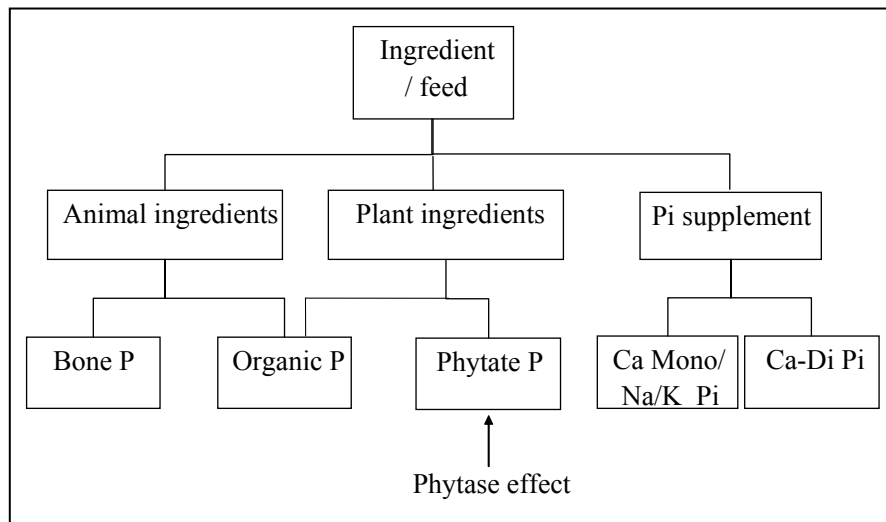 Ingredient
/ feed
Animal ingredients
Plant ingredients
Pi supplement
Bone P
Organic P
Phytate P
Ca Mono/
Na/K Pi
Ca-Di Pi
Phytase effect